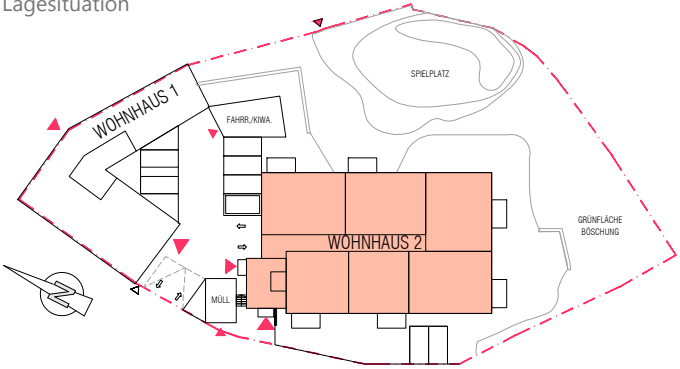 Lagesituation
SPIELPLATZ
WOHNHAUS 1
FAHRR./KIWA.
GRÜNFLÄCHE
BÖSCHUNG
WOHNHAUS 2
N
MÜLL